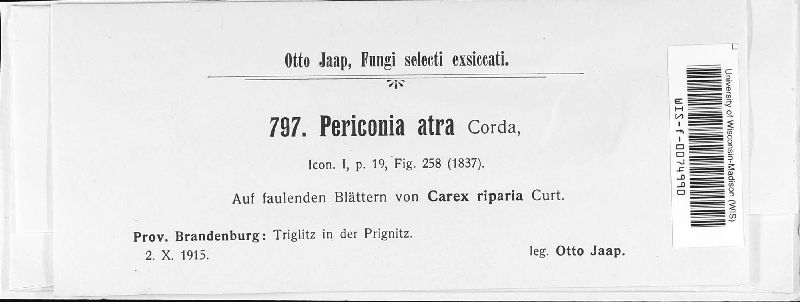 Otto Jaap, Fungi selecti exsiccati.
797. Periconia atra Corda,
Icon. I, p. 19, Fig. 258 (1837).
Auf faulenden Blättern von Carex riparia Curt.
Prov. Brandenburg: Triglitz in der Prignitz.
2. X. 1915.
leg. Otto Jaap.
University of Wisconsin-Madison (WIS)
WIS-f-0074990